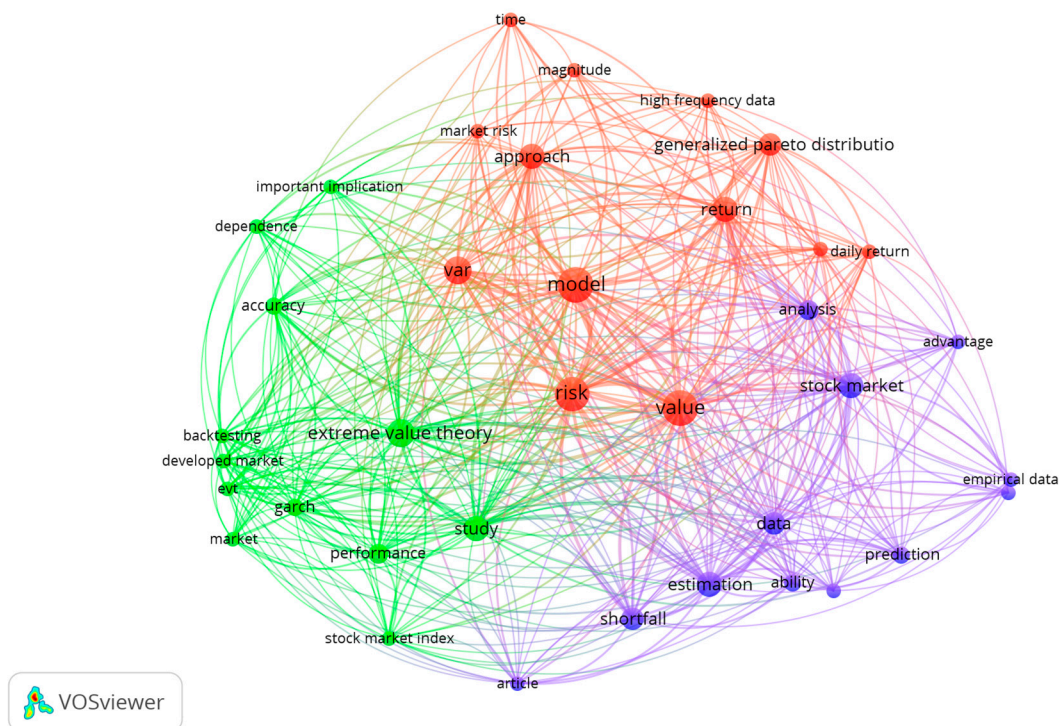 time
magnitude
high frequency data
market risk
generalized pareto distributio
approach
important implication
return
dependence
daily return
var
model
accuracy
analysis
advantage
stock market
risk
value
extreme value theory
backtesting
developed market
empirical data
evt
garch
data
study
market
performance
prediction
estimation
ability
shortfall
stock market index
article
VOSviewer